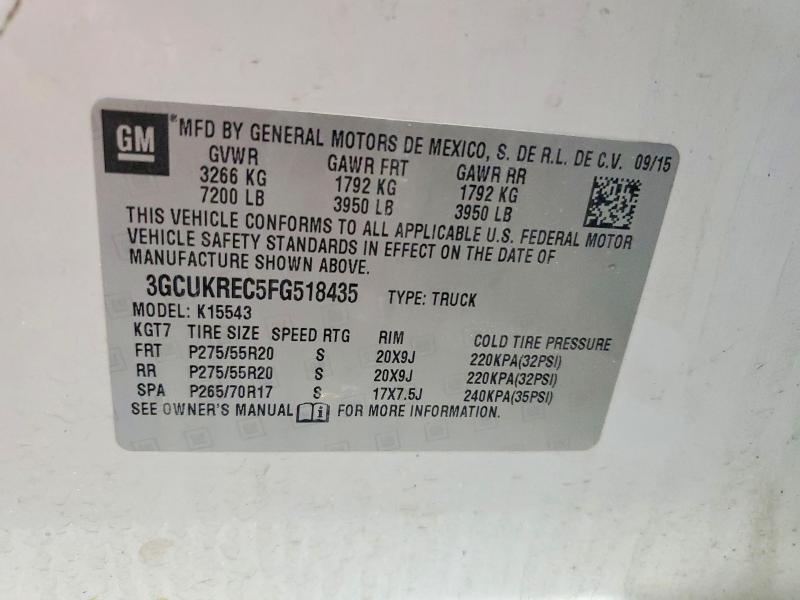 GM ® MFD BY GENERAL MOTORS DE MEXICO, S. DE R.L. DE C.V. 09/15
GVWR GAWR FRT GAWR RR
3266 KG 1792 KG 1792 KG
7200 LB 3950 LB 3950 LB
THIS VEHICLE CONFORMS TO ALL APPLICABLE U.S. FEDERAL MOTOR
VEHICLE SAFETY STANDARDS IN EFFECT ON THE DATE OF
MANUFACTURE SHOWN ABOVE.
3GCUKREC5FG518435 TYPE: TRUCK
MODEL: K15543
KGT7 TIRE SIZE SPEED RTG RIM COLD TIRE PRESSURE
FRT P275/55R20 S 20X9J 220KPA(32PSI)
RR P275/55R20 S 20X9J 220KPA(32PSI)
SPA P265/70R17 S 17X7.5J 240KPA(35PSI)
SEE OWNER'S MANUAL i FOR MORE INFORMATION.